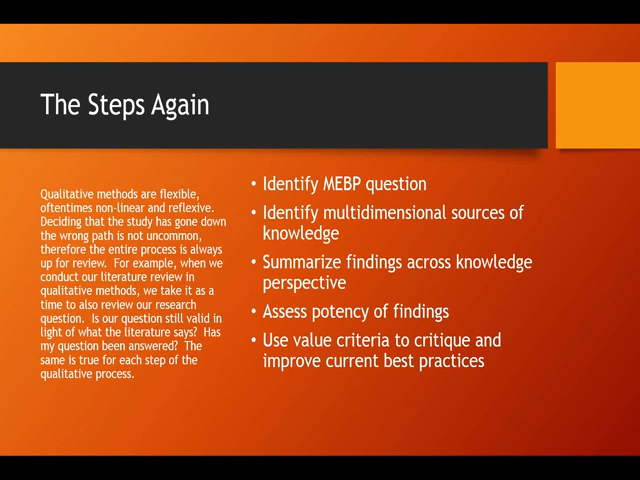 The Steps Again
Qualitative methods are flexible,
oftentimes non-linear and reflexive.
Deciding that the study has gone down
the wrong path is not uncommon,
therefore the entire process is always
up for review.  For example, when we
conduct our literature review in
qualitative methods, we take it as a
time to also review our research
question.  Is our question still valid in
light of what the literature says?  Has
my question been answered?  The
same is true for each step of the
qualitative process.
• Identify MEBP question
• Identify multidimensional sources of
knowledge
• Summarize findings across knowledge
perspective
• Assess potency of findings
• Use value criteria to critique and
improve current best practices